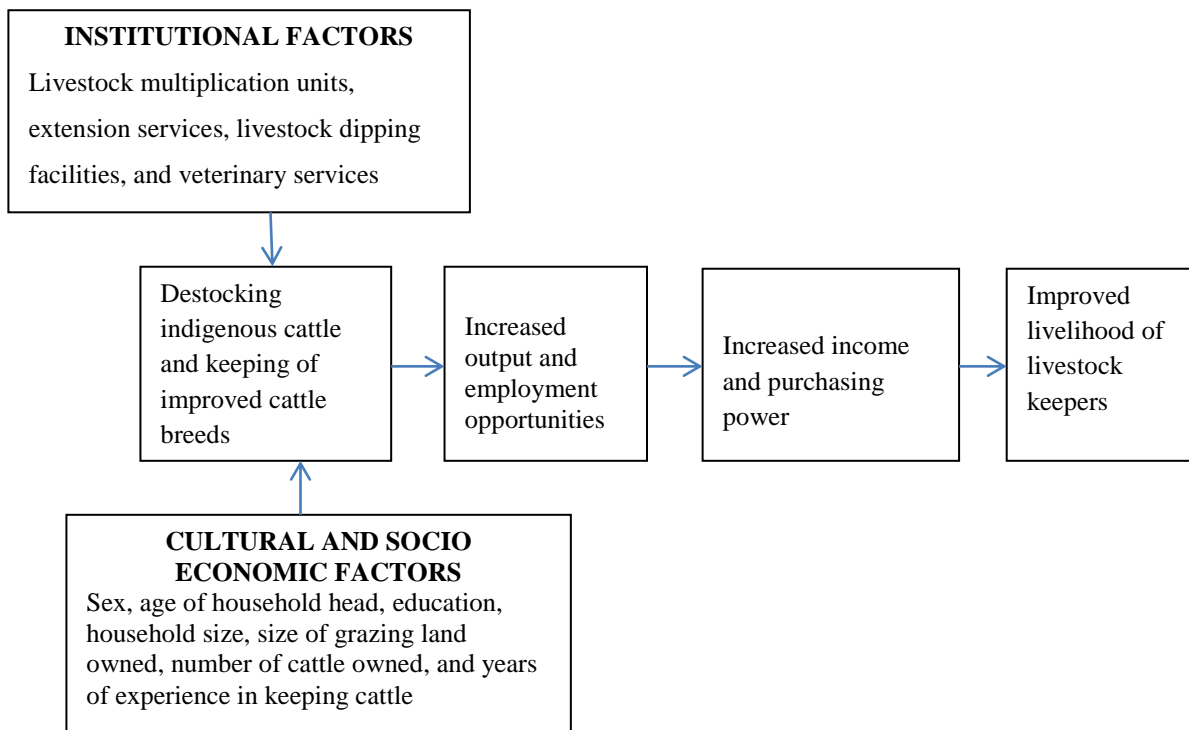 INSTITUTIONAL FACTORS
Livestock multiplication units,
extension services, livestock dipping
facilities, and veterinary services
Destocking
indigenous cattle
and keeping of
improved cattle
breeds
Increased
output and
employment
opportunities
Increased income
and purchasing
power
Improved
livelihood of
livestock
keepers
CULTURAL AND SOCIO
ECONOMIC FACTORS
Sex, age of household head, education,
household size, size of grazing land
owned, number of cattle owned, and years
of experience in keeping cattle